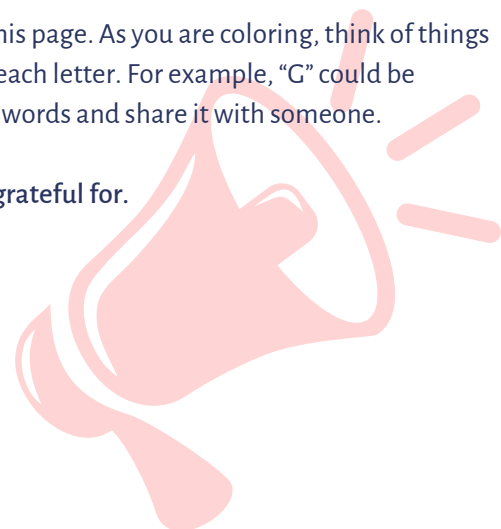 his page. As you are coloring, think of things
each letter. For example, “G” could be
words and share it with someone.
grateful for.